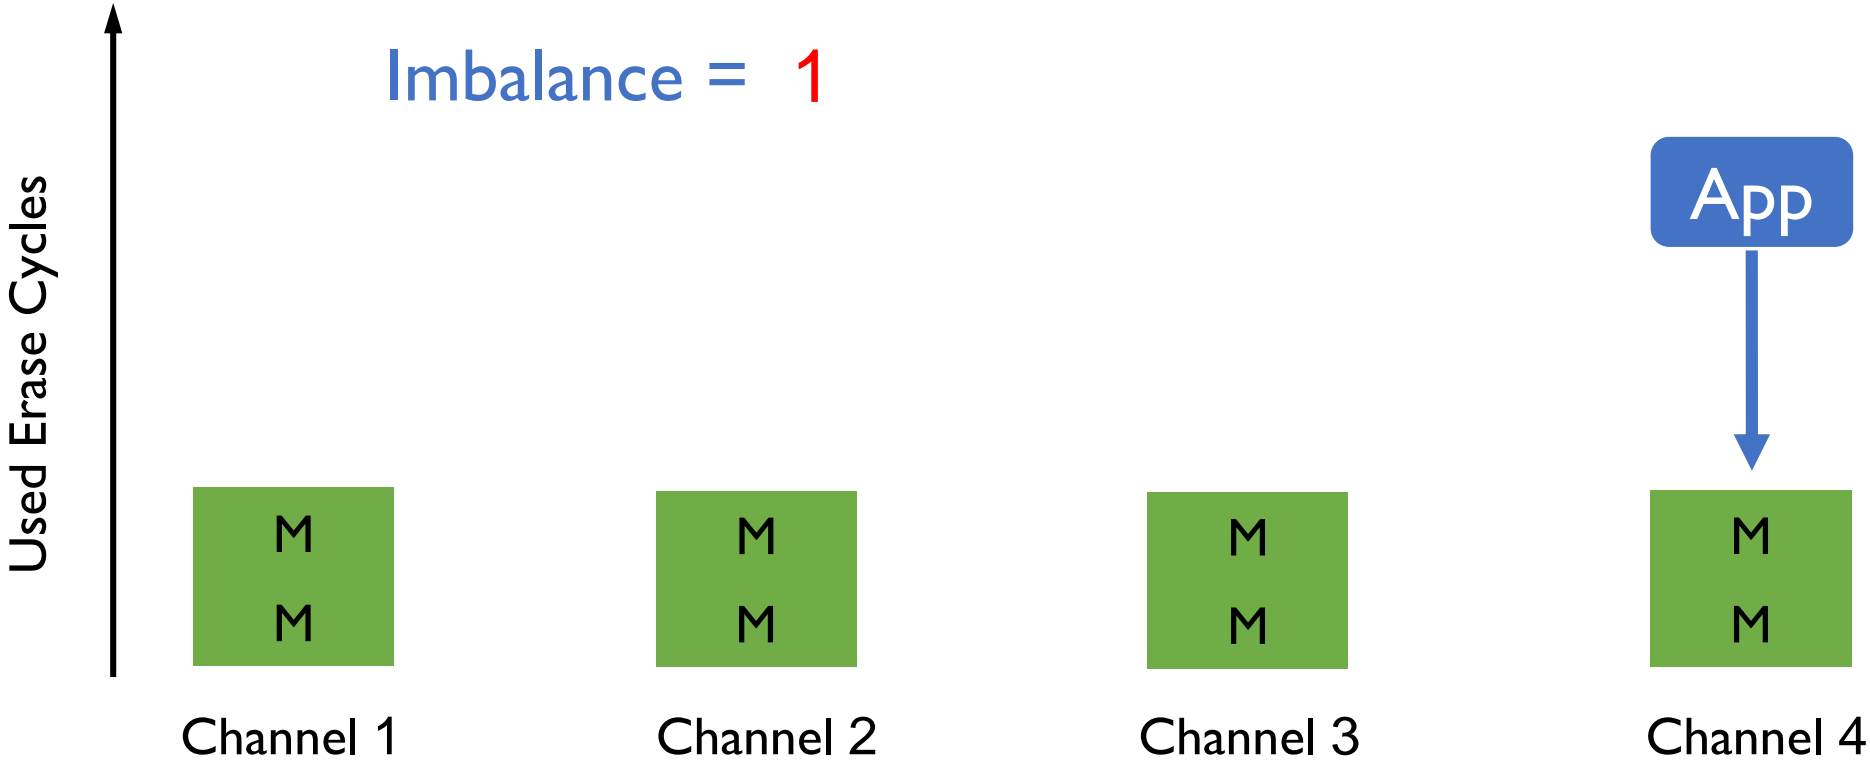 Imbalance = 1
App
Used Erase Cycles
M M M M
M M M M
Channel 1 Channel 2 Channel 3 Channel 4